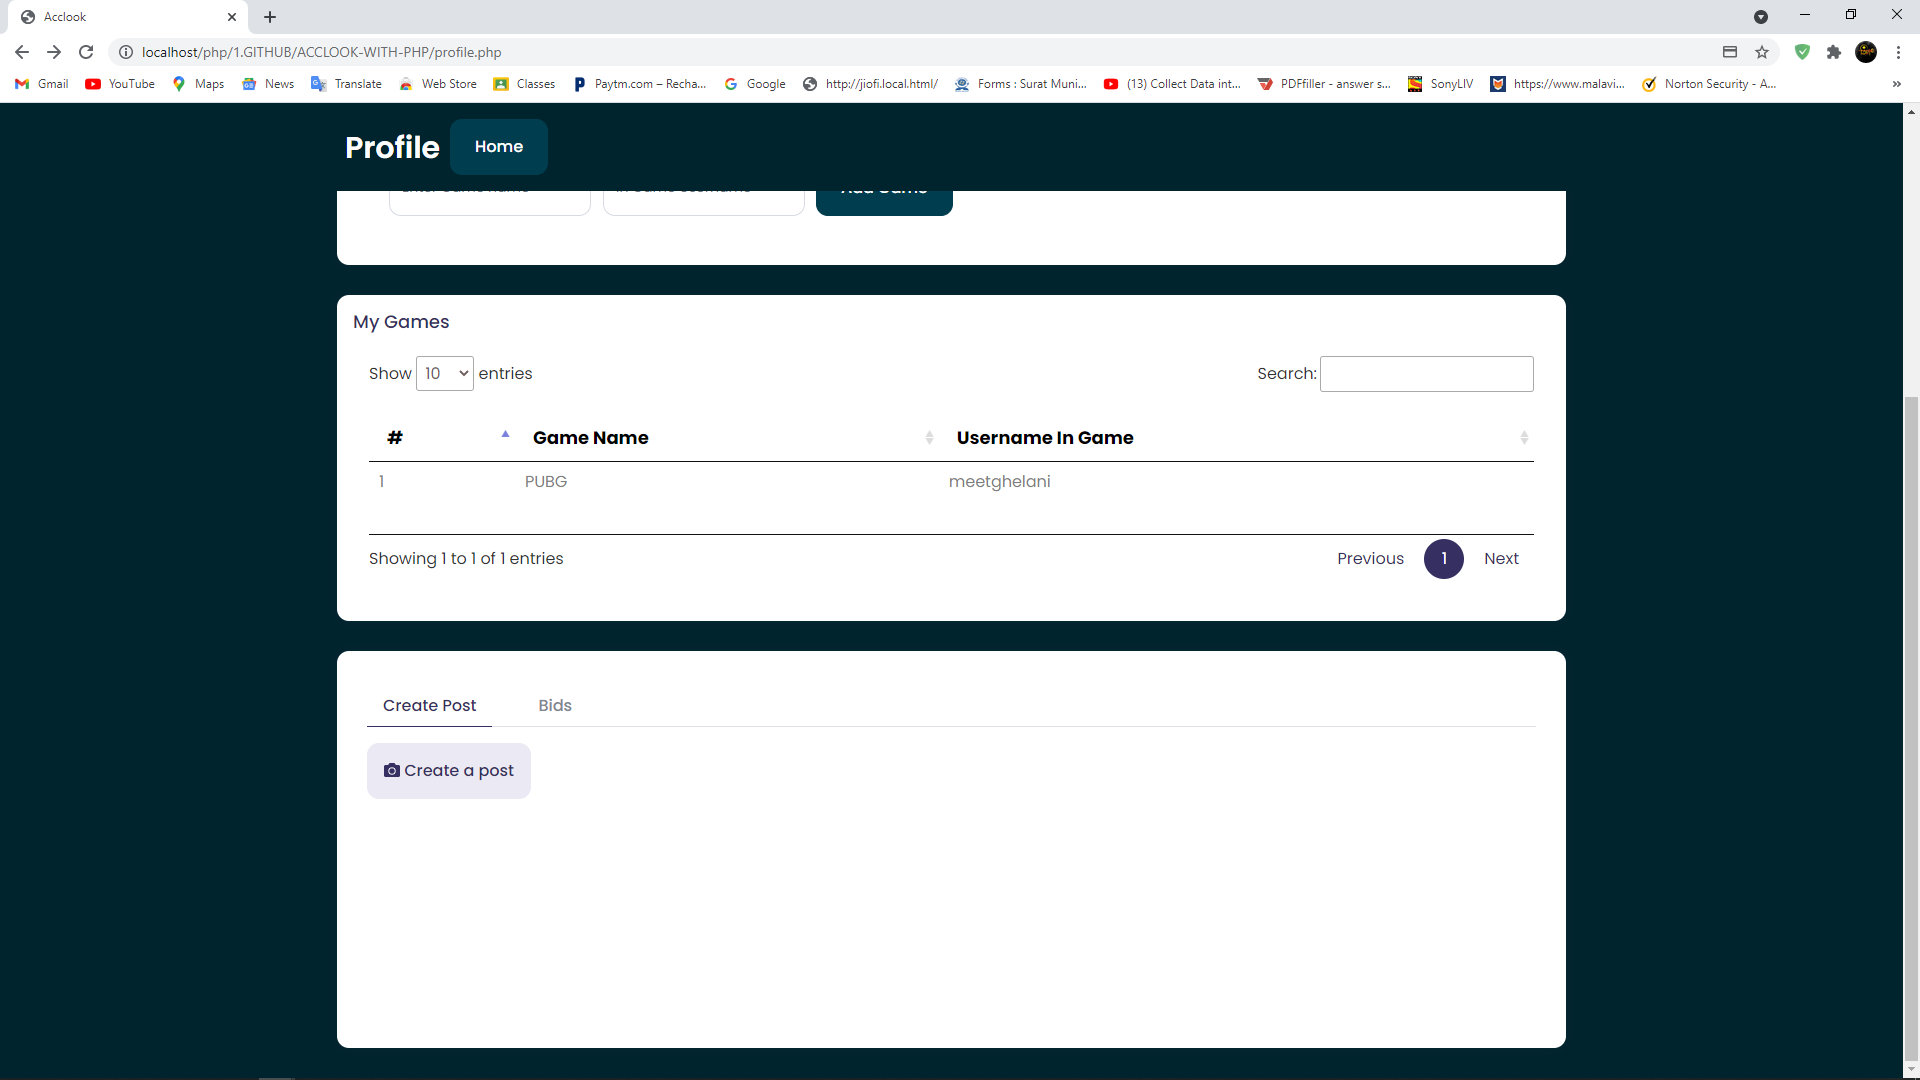 Acclook
localhost/php/1.GITHUB/ACCLOOK-WITH-PHP/profile.php
Gmail YouTube Maps News Translate Web Store Classes Paytm.com – Recha... Google http://jiofi.local.html/ Forms : Surat Muni... (13) Collect Data int... PDFfiller - answer s... SonyLIV https://www.malavi... Norton Security - A... »
Profile Home
My Games
Show 10 entries Search:
# Game Name Username In Game
1 PUBG meetghelani
Showing 1 to 1 of 1 entries Previous 1 Next
Create Post Bids
Create a post